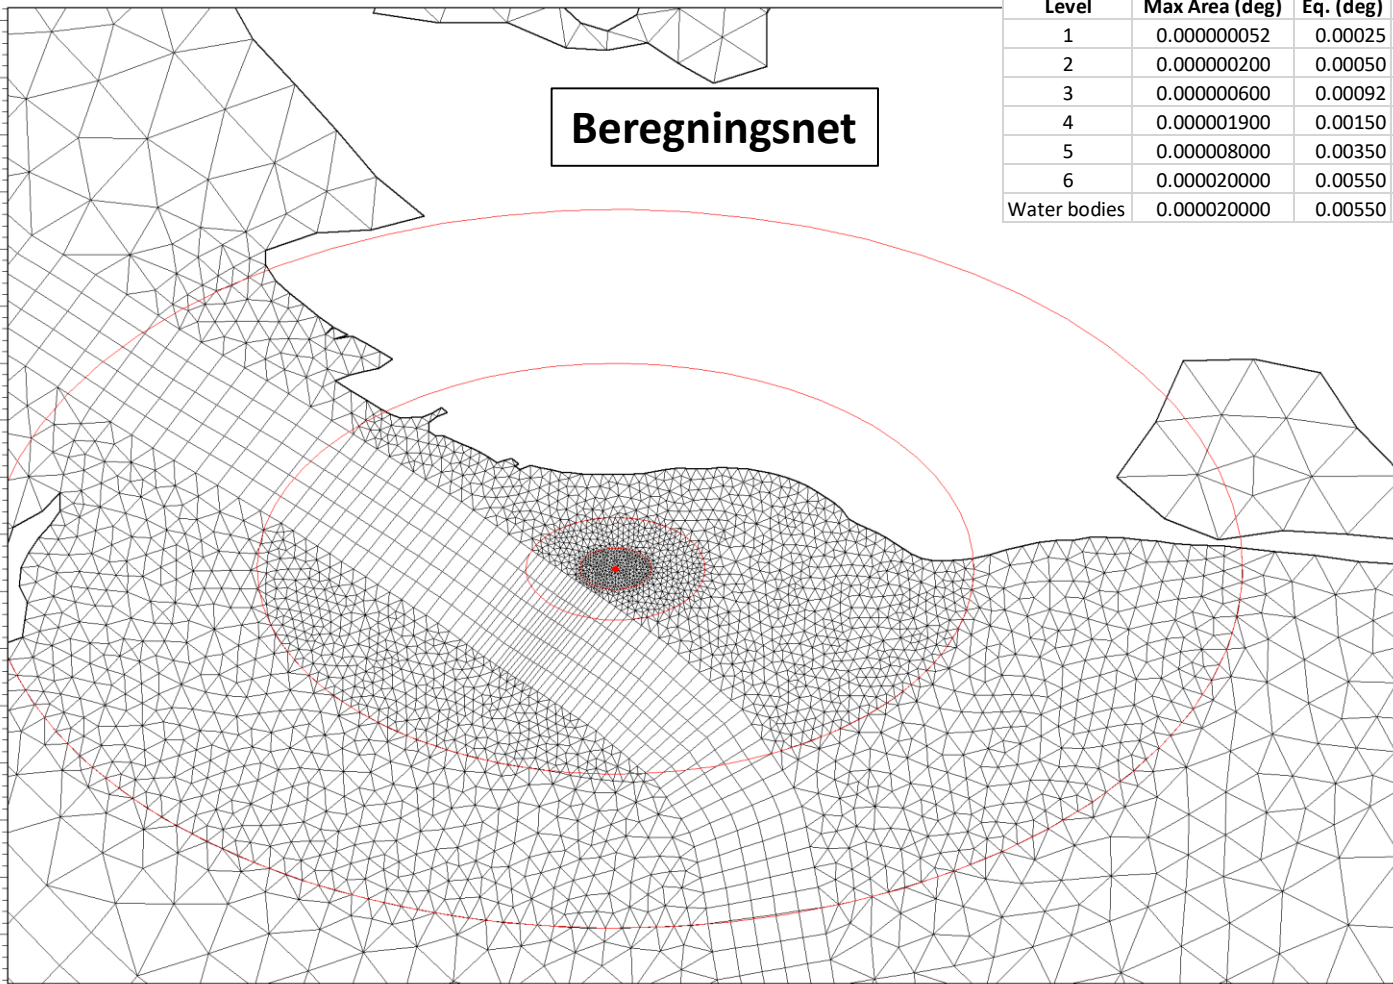 Level Max Area (deg) Eq. (deg)
1 0.000000052 0.00025
2 0.000000200 0.00050
3 0.000000600 0.00092
4 0.000001900 0.00150
5 0.000008000 0.00350
6 0.000020000 0.00550
Water bodies 0.000020000 0.00550
Beregningsnet